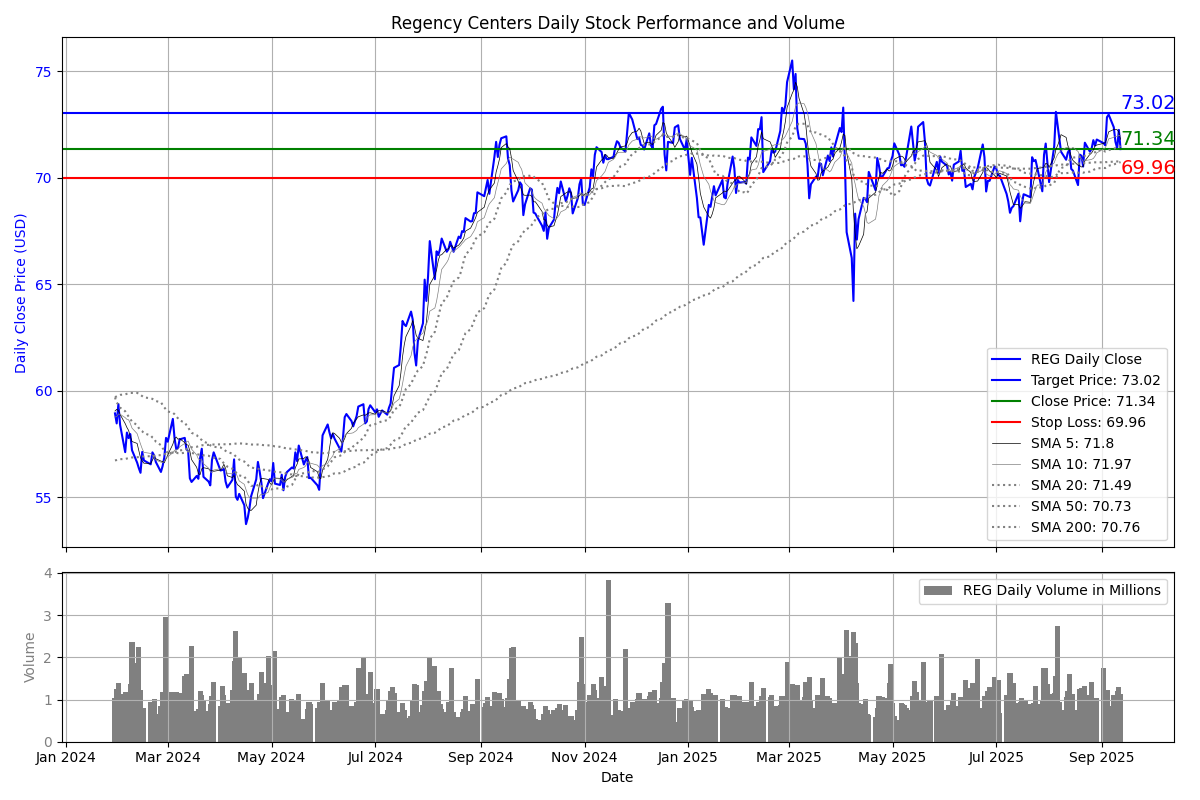 Regency Centers Daily Stock Performance and Volume
Daily Close Price (USD)
75
70
65
60
55
73.02
71.34
69.96
REG Daily Close
Target Price: 73.02
Close Price: 71.34
Stop Loss: 69.96
SMA 5: 71.8
SMA 10: 71.97
SMA 20: 71.49
SMA 50: 70.73
SMA 200: 70.76
Volume
4
3
2
1
0
REG Daily Volume in Millions
Jan 2024 Mar 2024 May 2024 Jul 2024 Sep 2024 Nov 2024 Jan 2025 Mar 2025 May 2025 Jul 2025 Sep 2025
Date